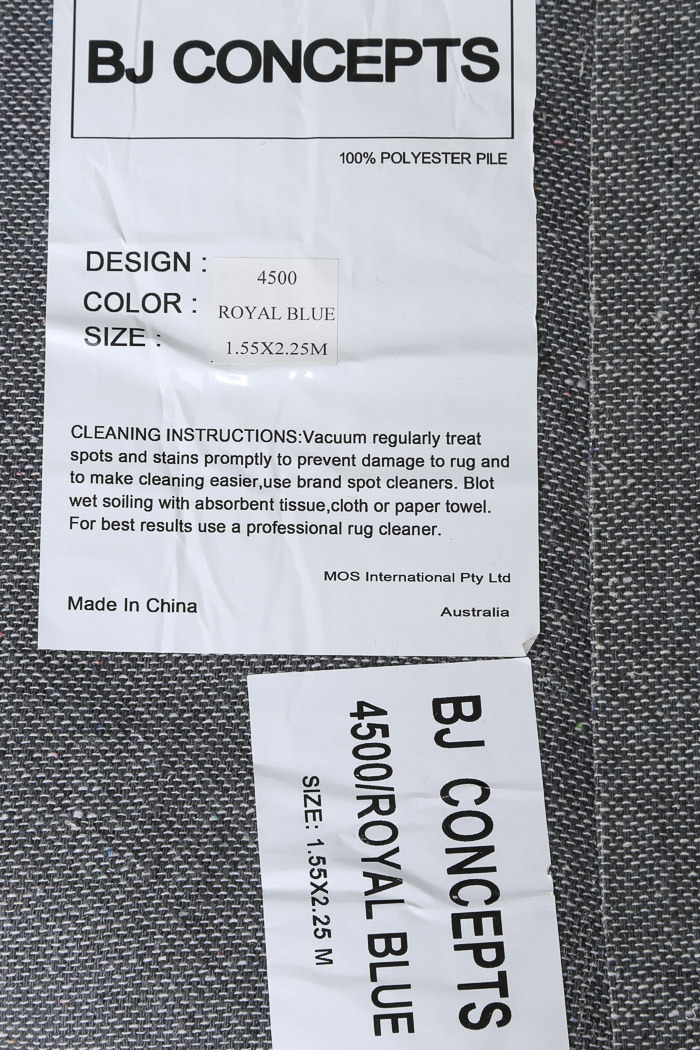 BJ CONCEPTS
100% POLYESTER PILE
DESIGN : 4500
COLOR : ROYAL BLUE
SIZE : 1.55X2.25M
CLEANING INSTRUCTIONS:Vacuum regularly treat
spots and stains promptly to prevent damage to rug and
to make cleaning easier,use brand spot cleaners. Blot
wet soiling with absorbent tissue,cloth or paper towel.
For best results use a professional rug cleaner.
MOS International Pty Ltd
Made In China
Australia
BJ CONCEPTS
4500/ROYAL BLUE
SIZE: 1.55X2.25 M